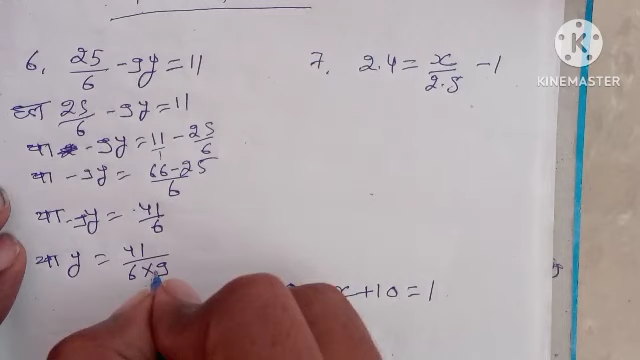 6. 25/6 - 9y = 11
हल 25/6 - 9y = 11
या - 9y = 11/1 - 25/6
या - 9y = 66-25/6
या - 9y = 41/6
या y = 41/6×9
7. 2.4 = x/2.5 - 1
x + 10 = 1
KINEMASTER